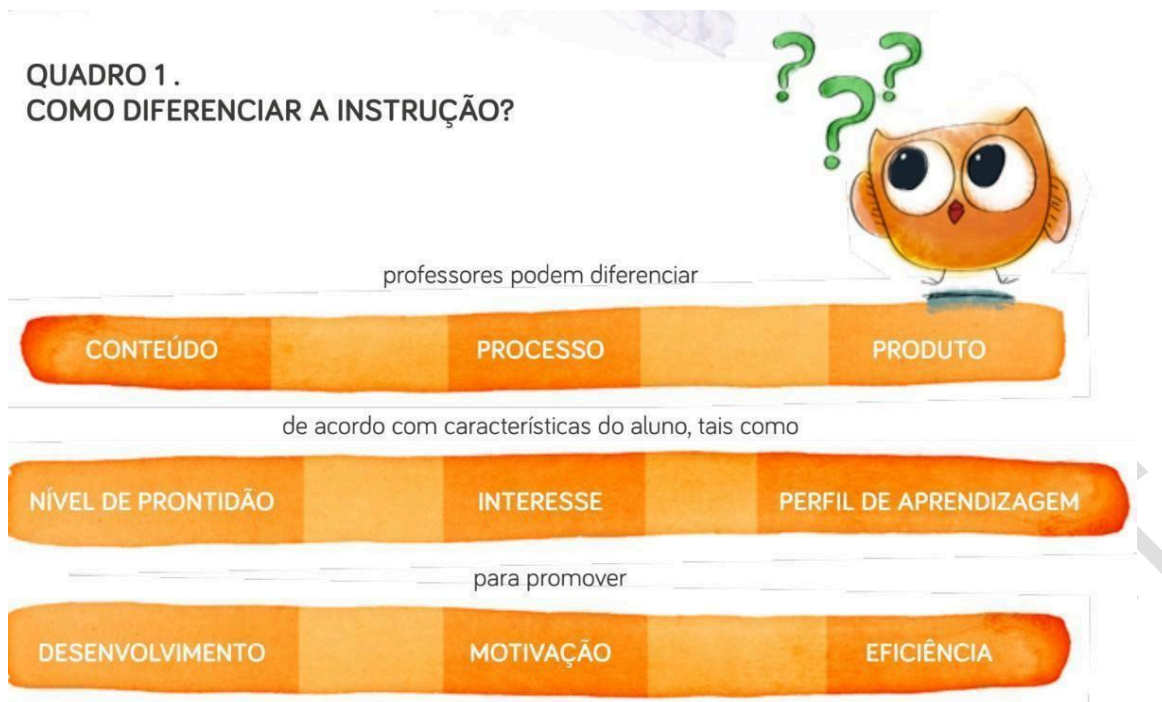 QUADRO 1.
COMO DIFERENCIAR A INSTRUÇÃO?
? ? ?
professores podem diferenciar
CONTEÚDO PROCESSO PRODUTO
de acordo com características do aluno, tais como
NÍVEL DE PRONTIDÃO INTERESSE PERFIL DE APRENDIZAGEM
para promover
DESENVOLVIMENTO MOTIVAÇÃO EFICIÊNCIA